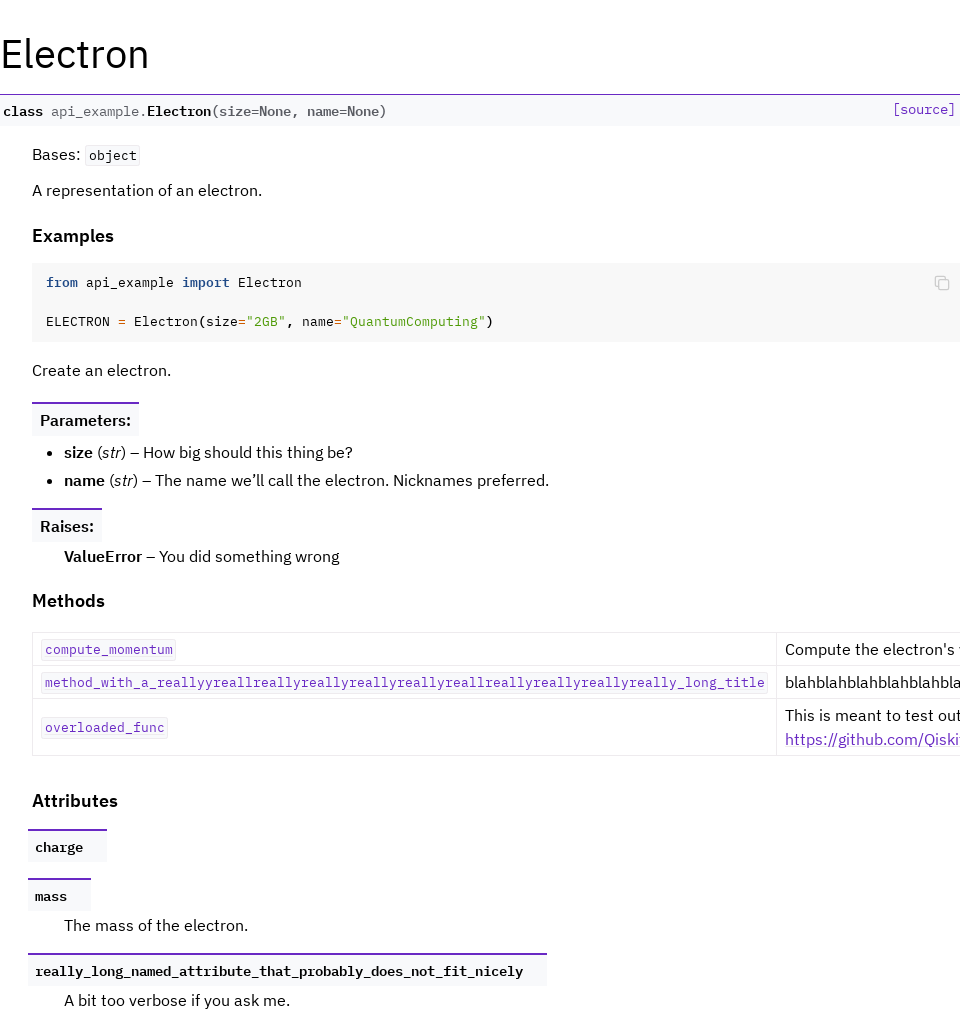 Electron
class api_example.Electron(size=None, name=None)
[source]
Bases: object
A representation of an electron.
Examples
from api_example import Electron
ELECTRON = Electron(size="2GB", name="QuantumComputing")
Create an electron.
Parameters:
• size (str) – How big should this thing be?
• name (str) – The name we’ll call the electron. Nicknames preferred.
Raises:
ValueError – You did something wrong
Methods
compute_momentum
Compute the electron's
method_with_a_reallyyreallreallyreallyreallyreallyreallreallyreallyreallyreally_long_title
blahblahblahblahblahbla
overloaded_func
This is meant to test out
https://github.com/Qiski
Attributes
charge
mass
The mass of the electron.
really_long_named_attribute_that_probably_does_not_fit_nicely
A bit too verbose if you ask me.